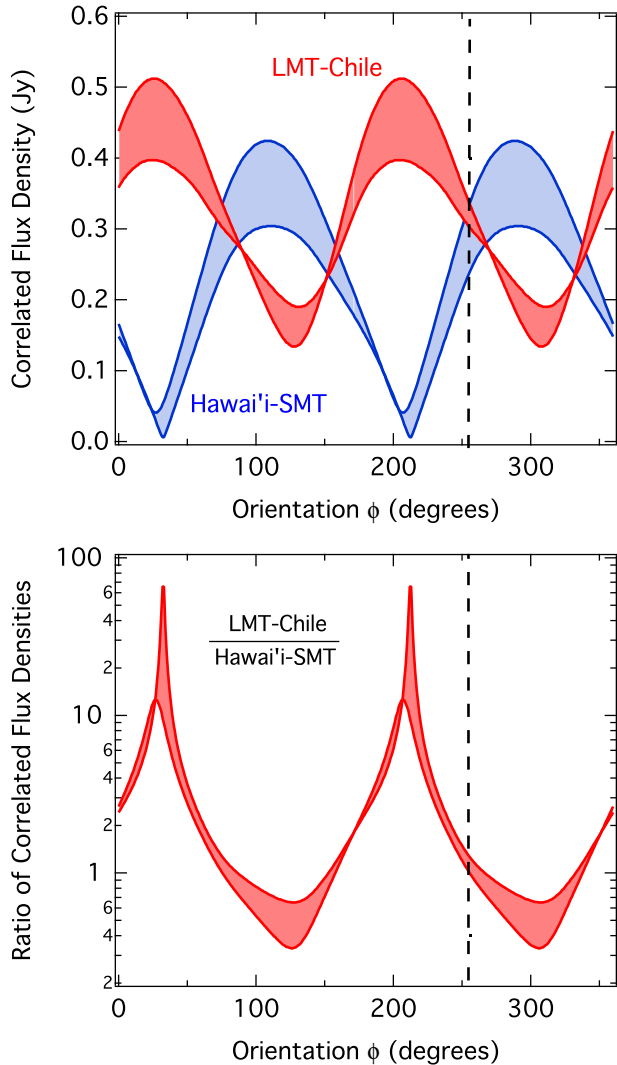 0.6
0.5
0.4
0.3
0.2
0.1
0.0
Correlated Flux Density (Jy)
LMT-Chile
Hawai'i-SMT
0 100 200 300
Orientation ϕ (degrees)
100
6
4
2
10
6
4
2
1
6
4
2
Ratio of Correlated Flux Densities
LMT-Chile
Hawai'i-SMT
0 100 200 300
Orientation ϕ (degrees)